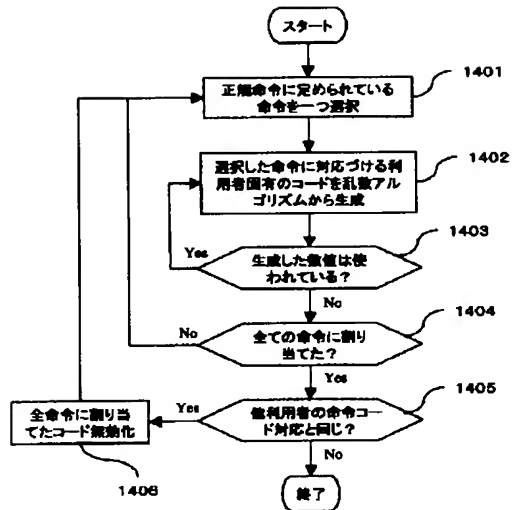 スタート
正規命令に定められている
命令を一つ選択
1401
選択した命令に対応づける利
用者固有のコードを乱数アル
ゴリズムから生成
1402
Yes
生成した数値は使
われている?
1403
No
No
全ての命令に割り
当てた?
1404
Yes
他利用者の命令コー
ド対応と同じ?
1405
Yes
全命令に割り当
てたコード無効化
1406
No
終了